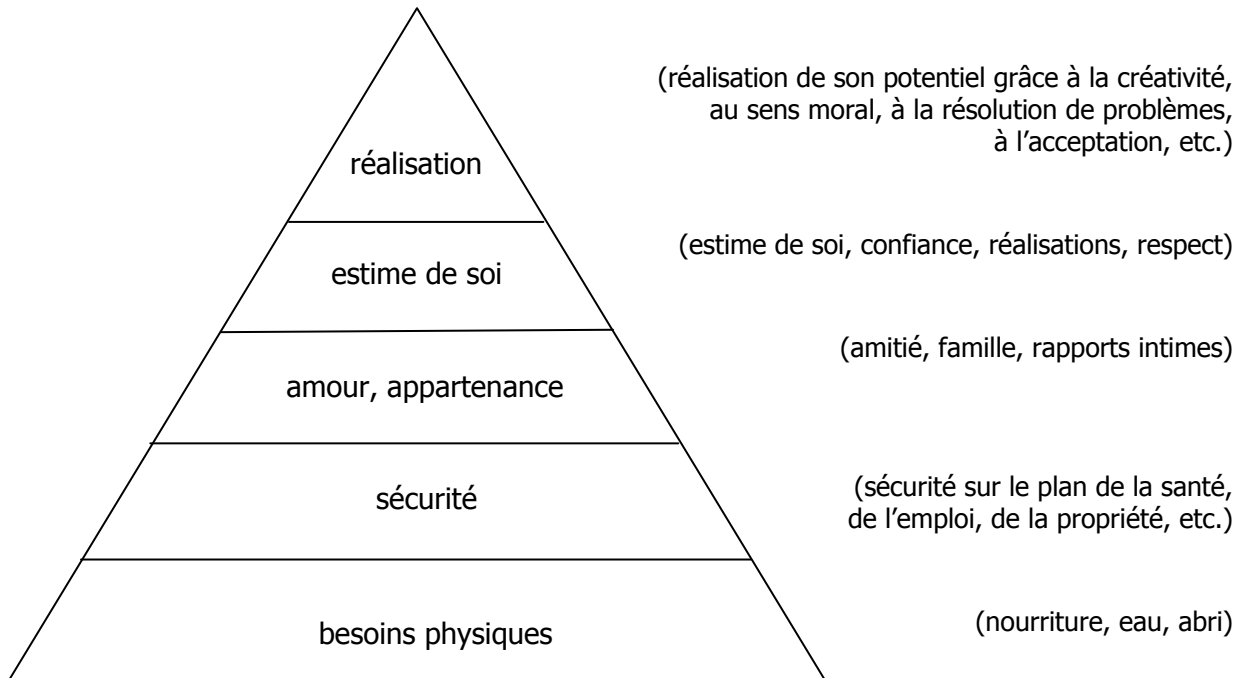 (réalisation de son potentiel grâce à la créativité,
au sens moral, à la résolution de problèmes,
à l’acceptation, etc.)
réalisation
(estime de soi, confiance, réalisations, respect)
estime de soi
(amitié, famille, rapports intimes)
amour, appartenance
(sécurité sur le plan de la santé,
de l’emploi, de la propriété, etc.)
sécurité
(nourriture, eau, abri)
besoins physiques